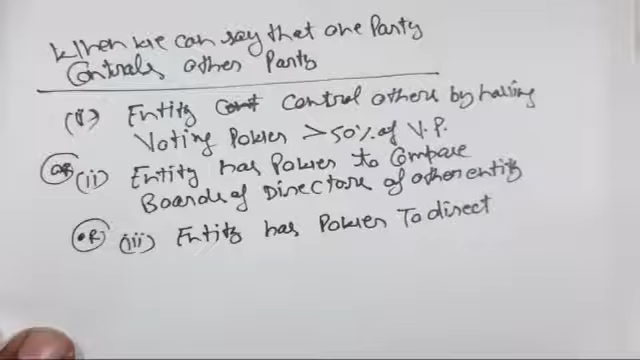 When we can say that one Party
Controls other Party
(i) Entity Control others by having
Voting Power > 50% of V.P.
OR (ii) Entity has Power to Compose
Boards of Directors of other entity
OR (iii) Entity has Power To direct